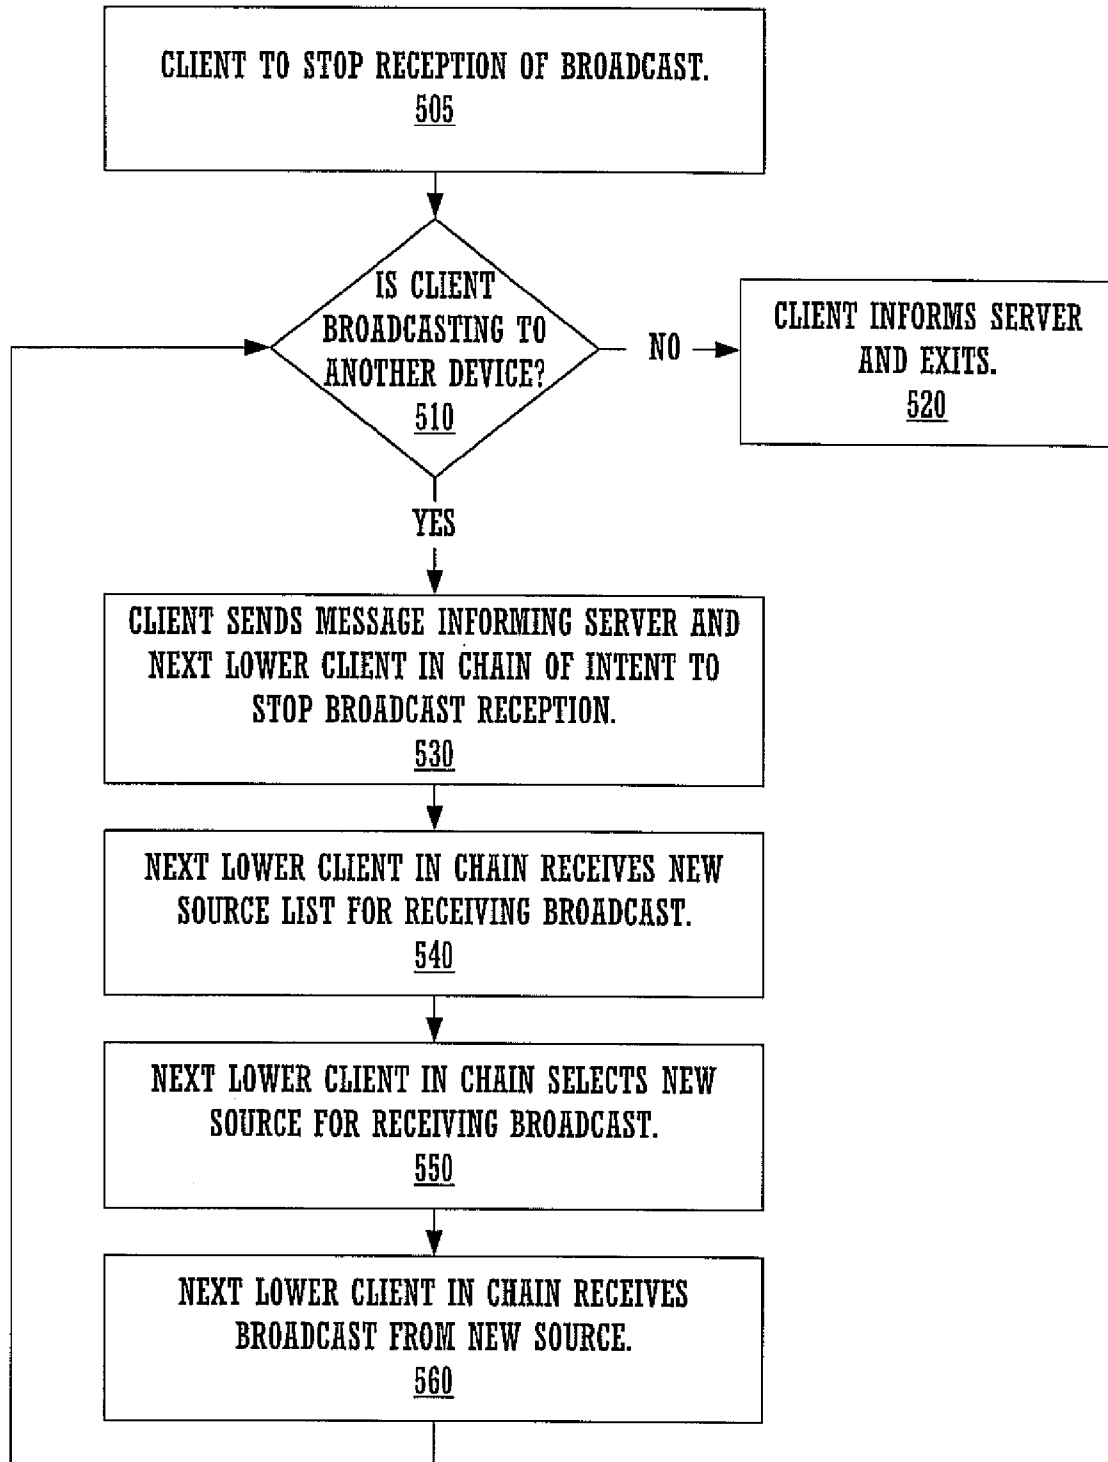 CLIENT TO STOP RECEPTION OF BROADCAST.
505
IS CLIENT
BROADCASTING TO
ANOTHER DEVICE?
510
NO
CLIENT INFORMS SERVER
AND EXITS.
520
YES
CLIENT SENDS MESSAGE INFORMING SERVER AND
NEXT LOWER CLIENT IN CHAIN OF INTENT TO
STOP BROADCAST RECEPTION.
530
NEXT LOWER CLIENT IN CHAIN RECEIVES NEW
SOURCE LIST FOR RECEIVING BROADCAST.
540
NEXT LOWER CLIENT IN CHAIN SELECTS NEW
SOURCE FOR RECEIVING BROADCAST.
550
NEXT LOWER CLIENT IN CHAIN RECEIVES
BROADCAST FROM NEW SOURCE.
560